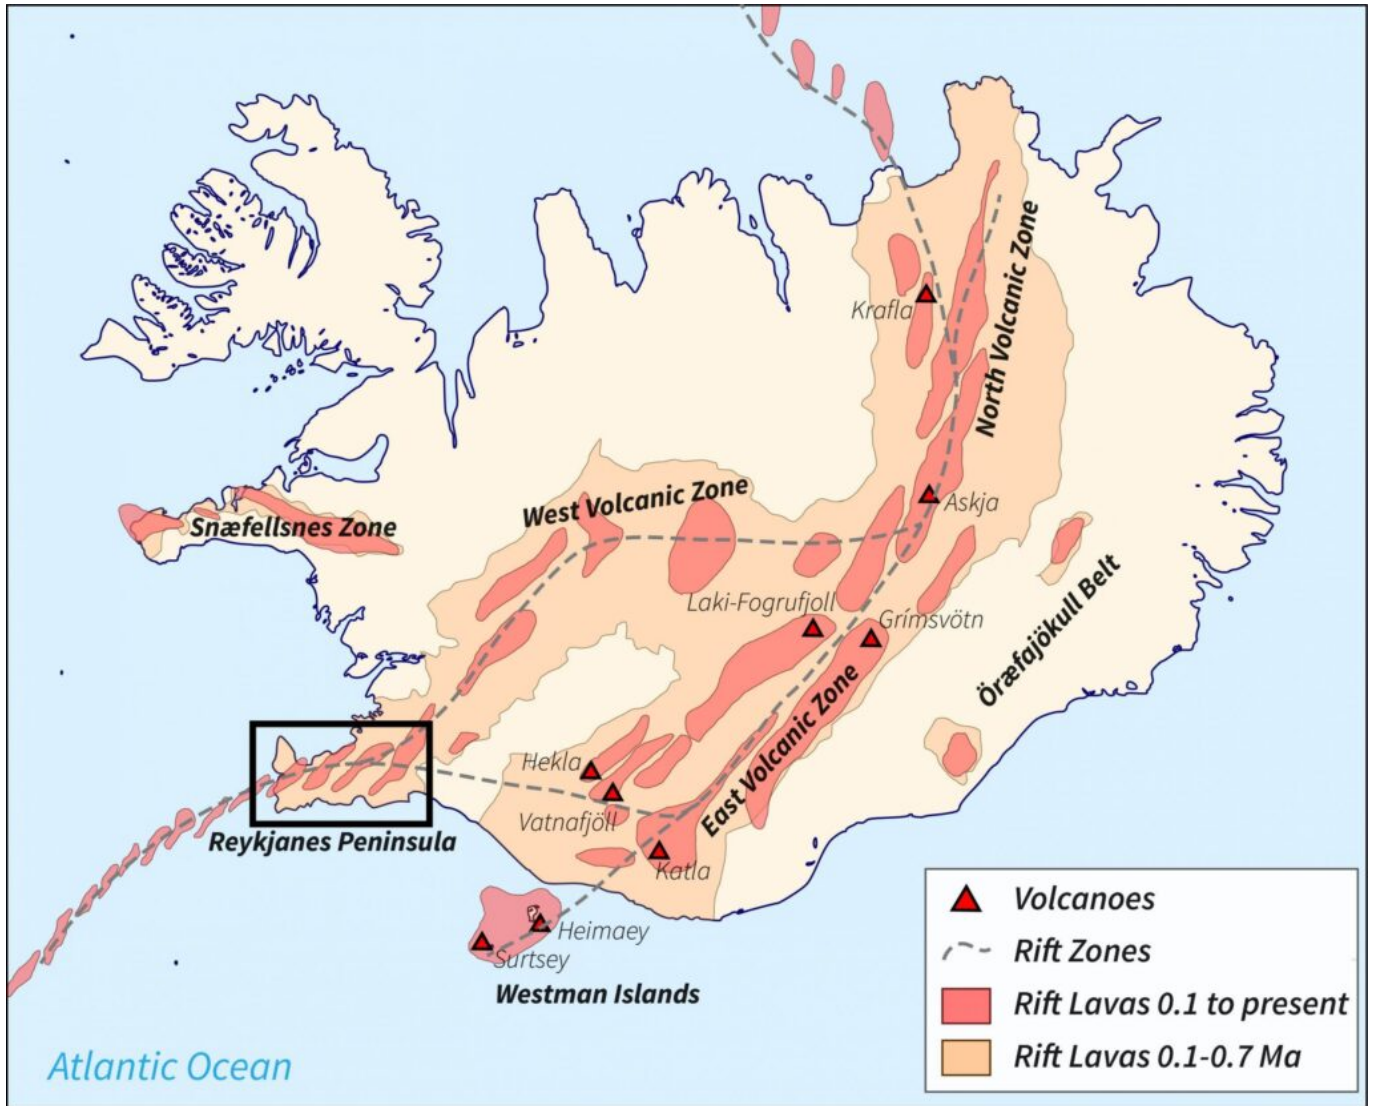 Krafla
North Volcanic Zone
Askja
West Volcanic Zone
Snæfellsnes Zone
Laki-Fogrufjoll
Grímsvötn
Öræfajökull Belt
East Volcanic Zone
Hekla
Vatnafjöll
Katla
Reykjanes Peninsula
Heimaey
Surtsey
Westman Islands
Atlantic Ocean
Volcanoes
Rift Zones
Rift Lavas 0.1 to present
Rift Lavas 0.1-0.7 Ma